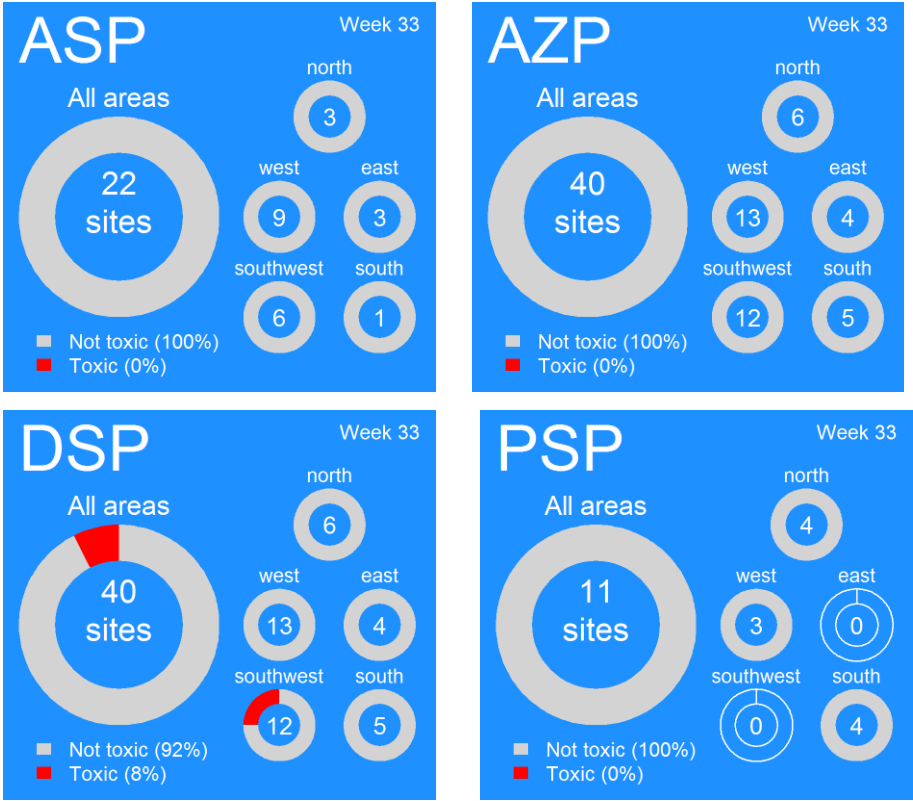 ASP
Week 33
north
3
All areas
22
sites
west
9
east
3
southwest
6
south
1
Not toxic (100%)
Toxic (0%)
AZP
Week 33
north
6
All areas
40
sites
west
13
east
4
southwest
12
south
5
Not toxic (100%)
Toxic (0%)
DSP
Week 33
north
6
All areas
40
sites
west
13
east
4
southwest
12
south
5
Not toxic (92%)
Toxic (8%)
PSP
Week 33
north
4
All areas
11
sites
west
3
east
0
southwest
0
south
4
Not toxic (100%)
Toxic (0%)